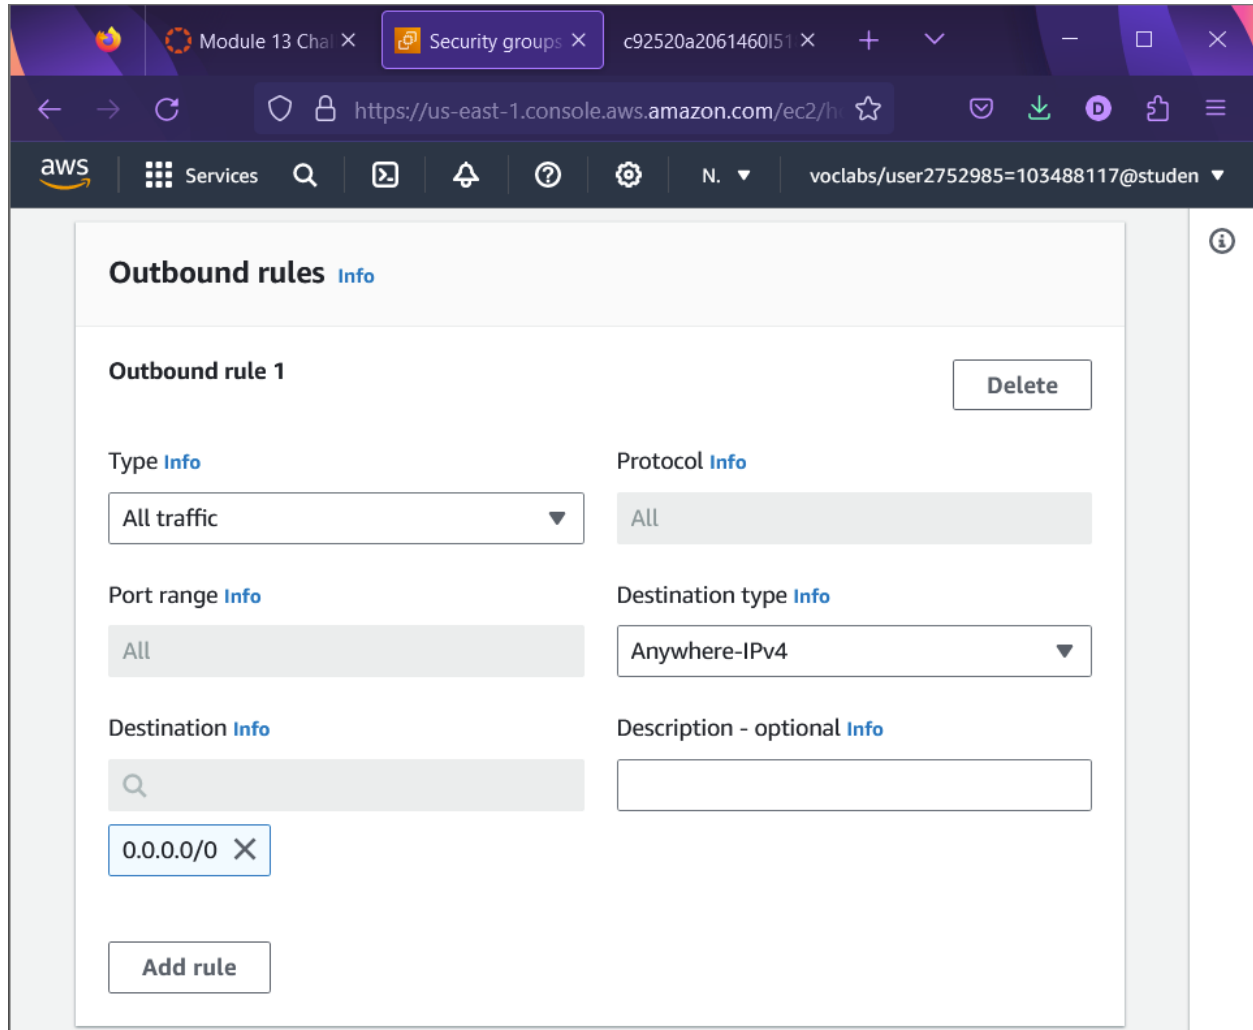 Module 13 Chal
Security groups
c92520a2061460l51
https://us-east-1.console.aws.amazon.com/ec2/h
D
aws
Services
N.
voclabs/user2752985=103488117@studen
Outbound rules Info
Outbound rule 1
Delete
Type Info
Protocol Info
All traffic
All
Port range Info
Destination type Info
All
Anywhere-IPv4
Destination Info
Description - optional Info
0.0.0.0/0
Add rule